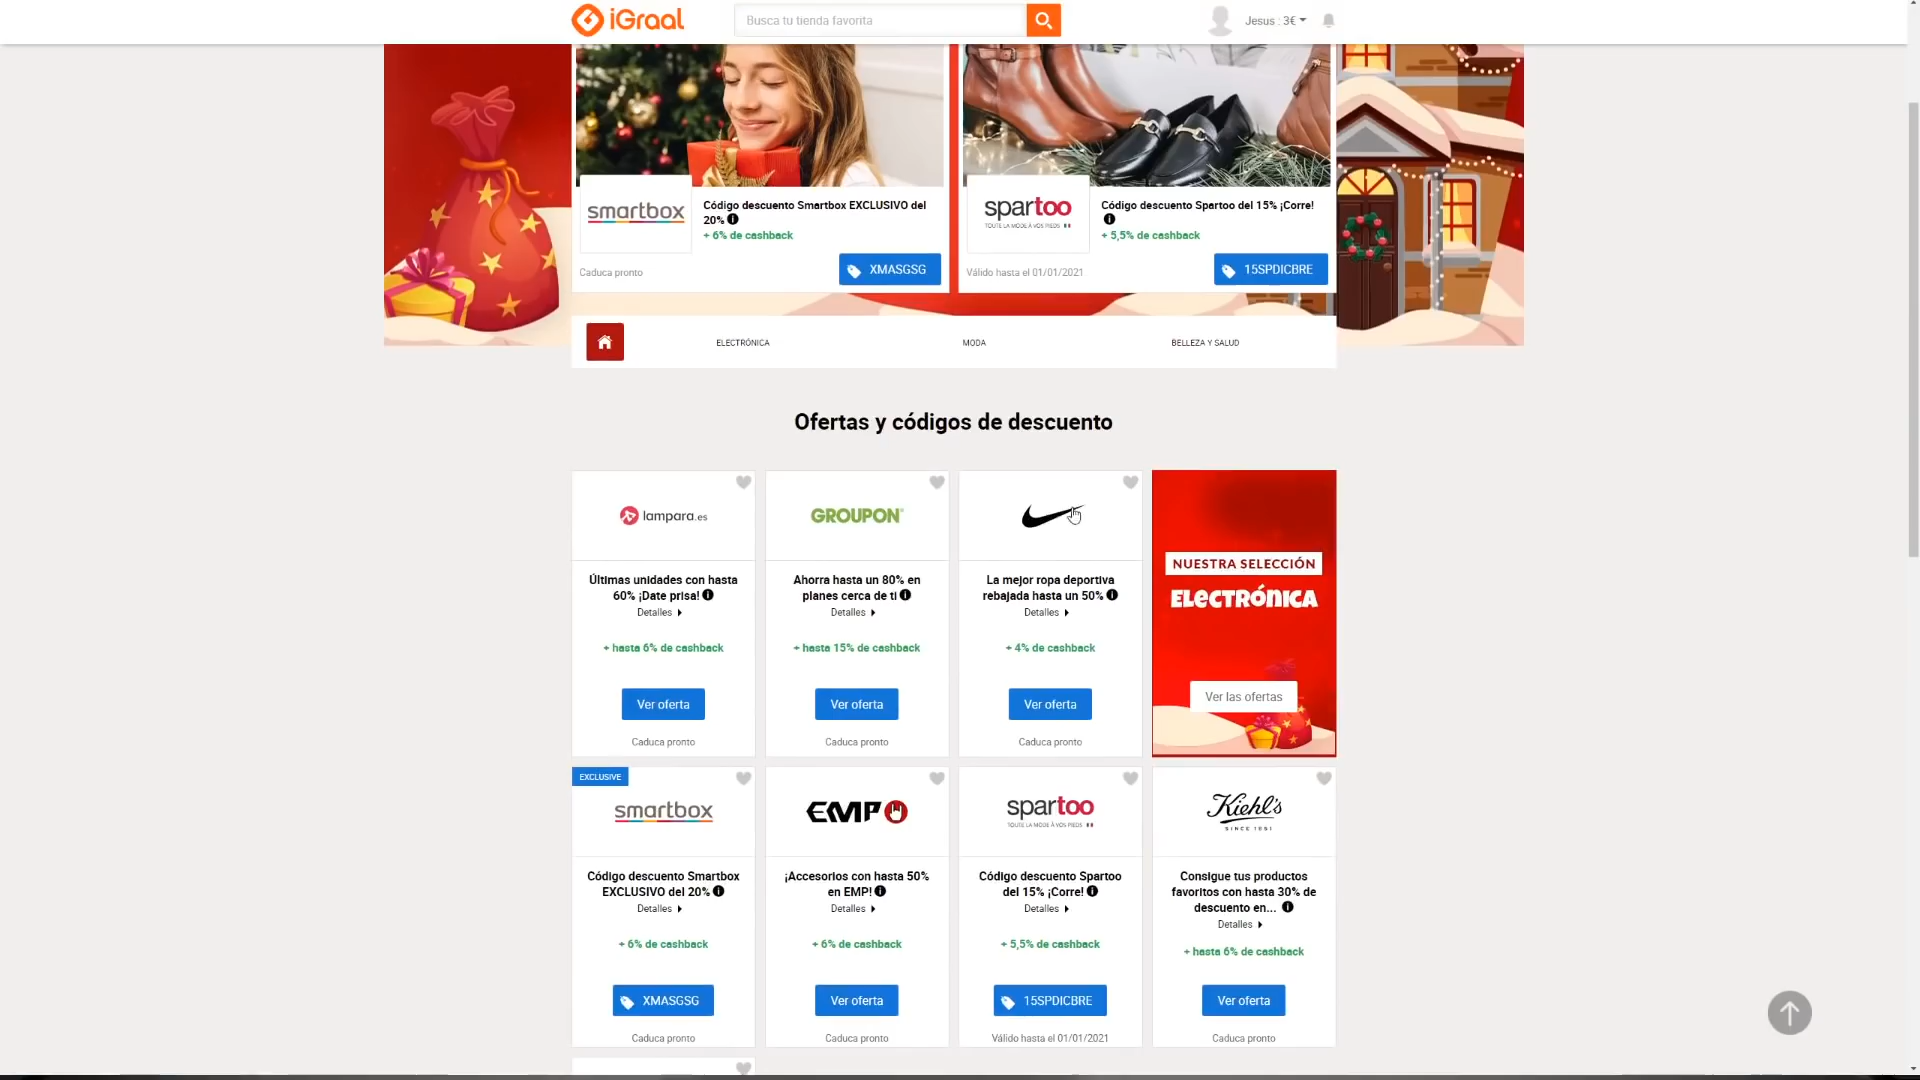 iGraal
Busca tu tienda favorita
Jesus : 3€
smartbox
Código descuento Smartbox EXCLUSIVO del
20%
+ 6% de cashback
Caduca pronto
XMASGSG
spartoo
TOUTE LA MODE À VOS PIEDS
Código descuento Spartoo del 15% ¡Corre!
+ 5,5% de cashback
Válido hasta el 01/01/2021
15SPDICBRE
ELECTRÓNICA
MODA
BELLEZA Y SALUD
Ofertas y códigos de descuento
lampara.es
Últimas unidades con hasta
60% ¡Date prisa!
Detalles
+ hasta 6% de cashback
Ver oferta
Caduca pronto
GROUPON
Ahorra hasta un 80% en
planes cerca de ti
Detalles
+ hasta 15% de cashback
Ver oferta
Caduca pronto
La mejor ropa deportiva
rebajada hasta un 50%
Detalles
+ 4% de cashback
Ver oferta
Caduca pronto
NUESTRA SELECCIÓN
ELECTRÓNICA
Ver las ofertas
EXCLUSIVE
smartbox
Código descuento Smartbox
EXCLUSIVO del 20%
Detalles
+ 6% de cashback
XMASGSG
Caduca pronto
EMP
¡Accesorios con hasta 50%
en EMP!
Detalles
+ 6% de cashback
Ver oferta
Caduca pronto
spartoo
TOUTE LA MODE À VOS PIEDS
Código descuento Spartoo
del 15% ¡Corre!
Detalles
+ 5,5% de cashback
15SPDICBRE
Válido hasta el 01/01/2021
Kiehl's
SINCE 1851
Consigue tus productos
favoritos con hasta 30% de
descuento en...
Detalles
+ hasta 6% de cashback
Ver oferta
Caduca pronto